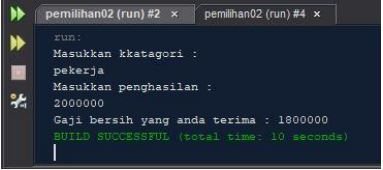 pemilihan02 (run) #2 x pemilihan02 (run) #4 x
run:
Masukkan kkatagori :
pekerja
Masukkan penghasilan :
2000000
Gaji bersih yang anda terima : 1800000
BUILD SUCCESSFUL (total time: 10 seconds)